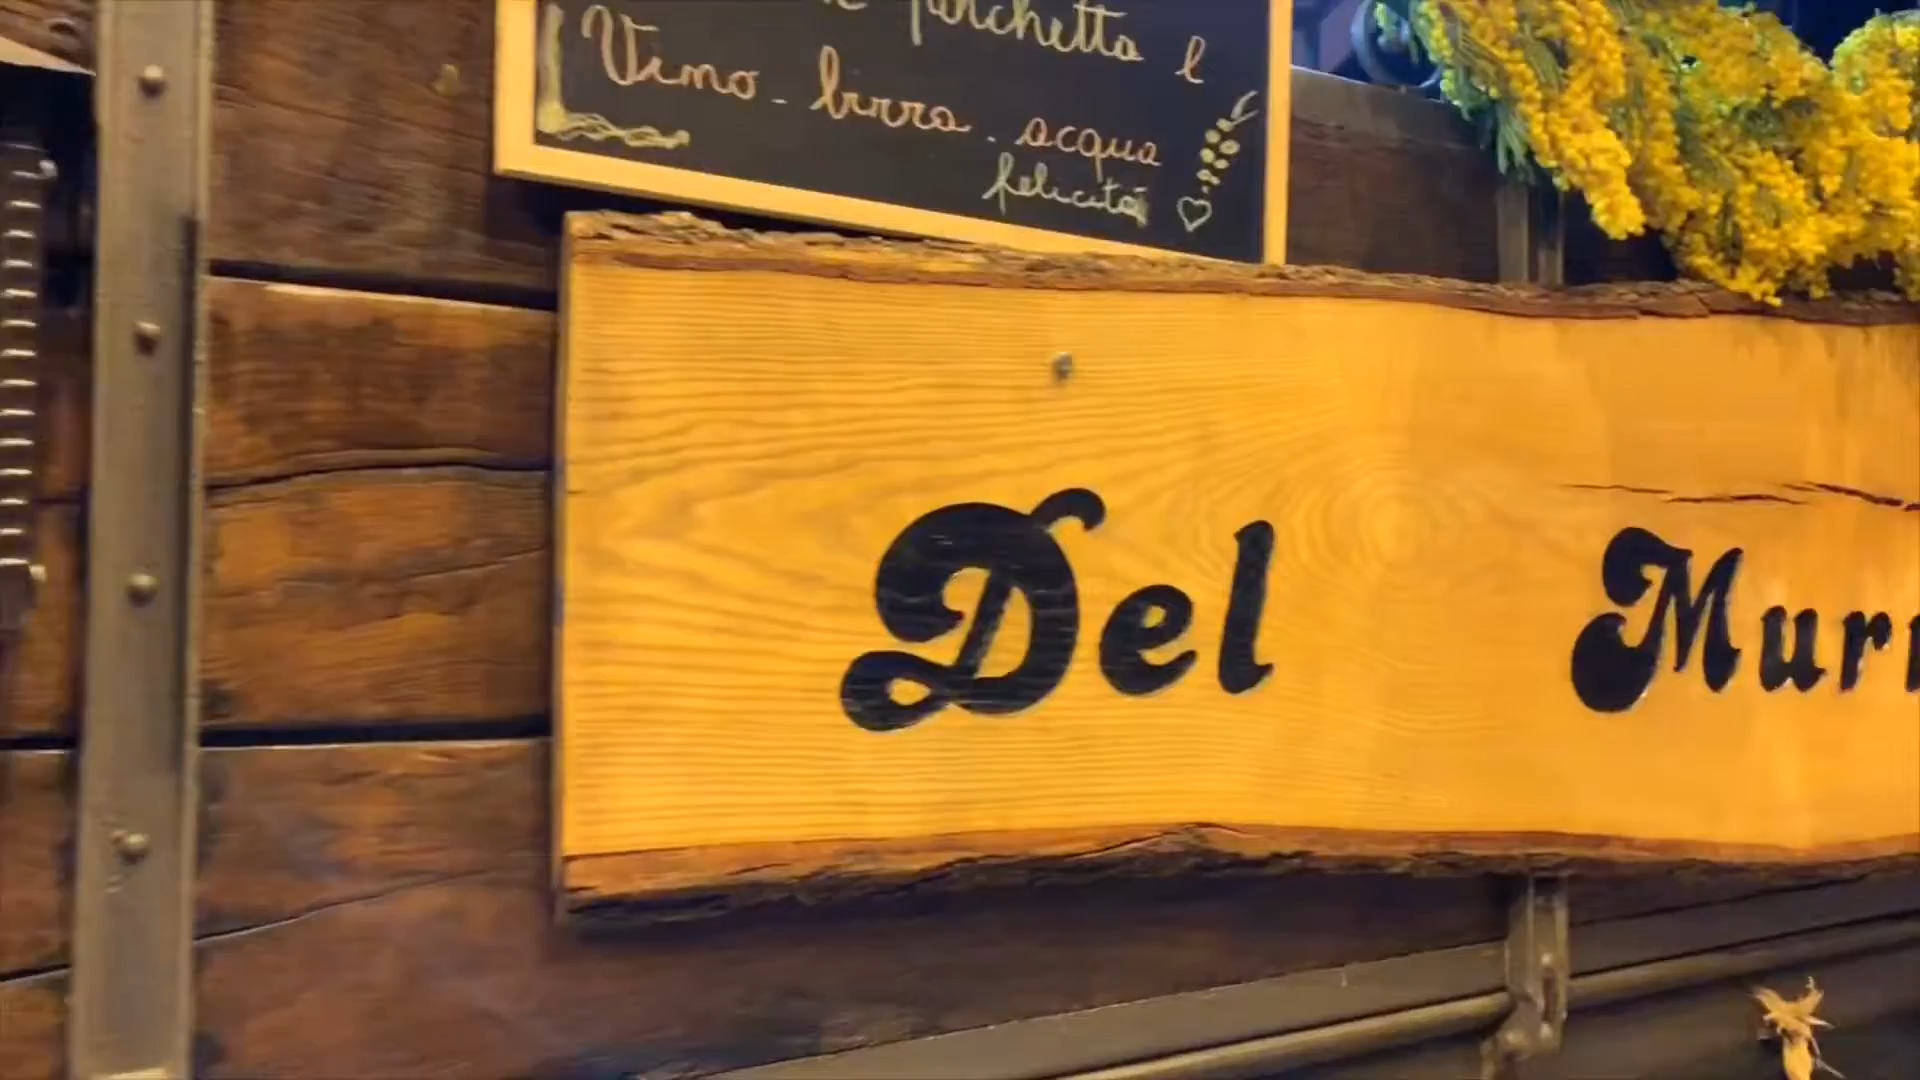 Porchetta e
Vino - birra - acqua
felicità
Del